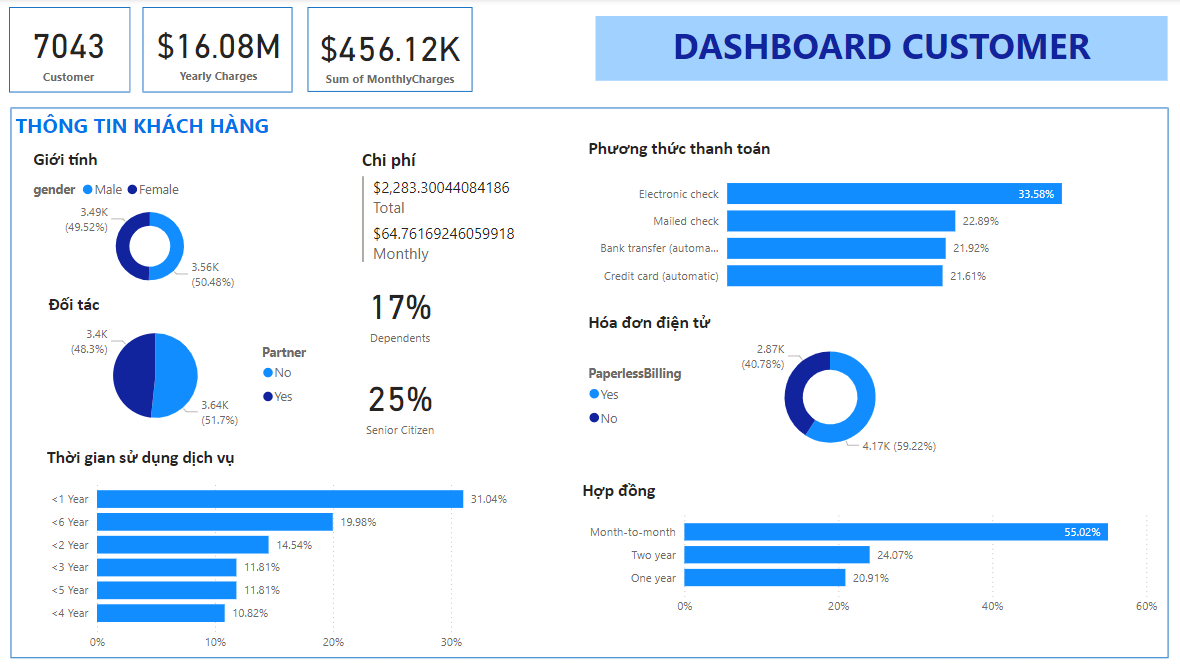 7043
Customer
$16.08M
Yearly Charges
$456.12K
Sum of MonthlyCharges
DASHBOARD CUSTOMER
THÔNG TIN KHÁCH HÀNG
Giới tính
gender Male Female
3.49K
(49.52%)
3.56K
(50.48%)
Đối tác
3.4K
(48.3%)
3.64K
(51.7%)
Partner
No
Yes
Chi phí
$2,283.30044084186
Total
$64.76169246059918
Monthly
17%
Dependents
25%
Senior Citizen
Thời gian sử dụng dịch vụ
<1 Year 31.04%
<6 Year 19.98%
<2 Year 14.54%
<3 Year 11.81%
<5 Year 11.81%
<4 Year 10.82%
0% 10% 20% 30%
Phương thức thanh toán
Electronic check 33.58%
Mailed check 22.89%
Bank transfer (automa... 21.92%
Credit card (automatic) 21.61%
Hóa đơn điện tử
PaperlessBilling
Yes
No
2.87K
(40.78%)
4.17K (59.22%)
Hợp đồng
Month-to-month 55.02%
Two year 24.07%
One year 20.91%
0% 20% 40% 60%